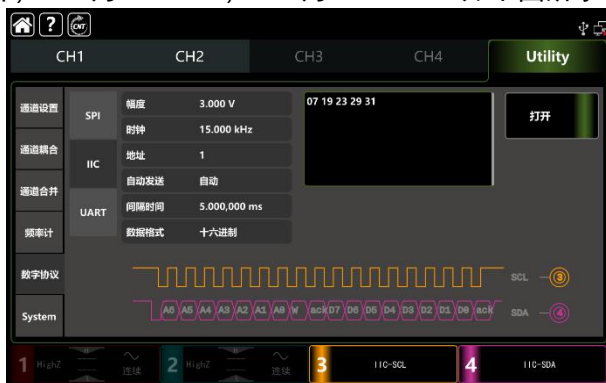 CNT
CH1 CH2 CH3 CH4 Utility
通道设置
通道耦合
通道合并
频率计
数字协议
System
SPI
IIC
UART
幅度 3.000 V
时钟 15.000 kHz
地址 1
自动发送 自动
间隔时间 5.000,000 ms
数据格式 十六进制
07 19 23 29 31
打开
SCL 3
A6 A5 A4 A3 A2 A1 A0 W ack D7 D6 D5 D4 D3 D2 D1 D0 ack SDA 4
1 HighZ 连续 2 HighZ 连续 3 IIC-SCL 4 IIC-SDA